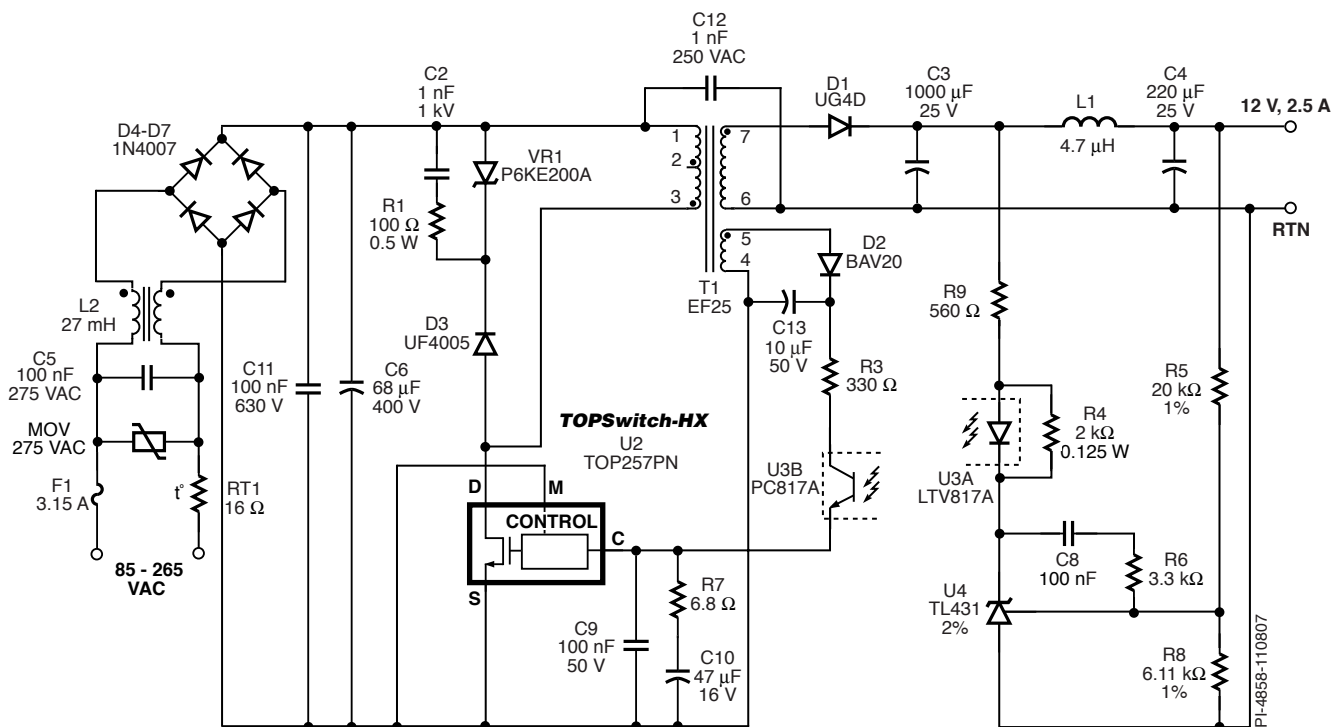 C12
1 nF
250 VAC
C2
1 nF
1 kV
D1
UG4D
C3
1000 μF
25 V
L1
4.7 μH
C4
220 μF
25 V
12 V, 2.5 A
D4-D7
1N4007
VR1
P6KE200A
1
2
3
7
6
5
4
RTN
R1
100 Ω
0.5 W
D2
BAV20
T1
EF25
L2
27 mH
R9
560 Ω
C13
10 μF
50 V
D3
UF4005
C5
100 nF
275 VAC
C11
100 nF
630 V
C6
68 μF
400 V
R3
330 Ω
R5
20 kΩ
1%
TOPSwitch-HX
U2
TOP257PN
R4
2 kΩ
0.125 W
MOV
275 VAC
U3B
PC817A
U3A
LTV817A
F1
3.15 A
t°
RT1
16 Ω
D
M
CONTROL
C
S
85 - 265
VAC
C8
100 nF
R6
3.3 kΩ
R7
6.8 Ω
U4
TL431
2%
C9
100 nF
50 V
C10
47 μF
16 V
R8
6.11 kΩ
1%
PI-4858-110807